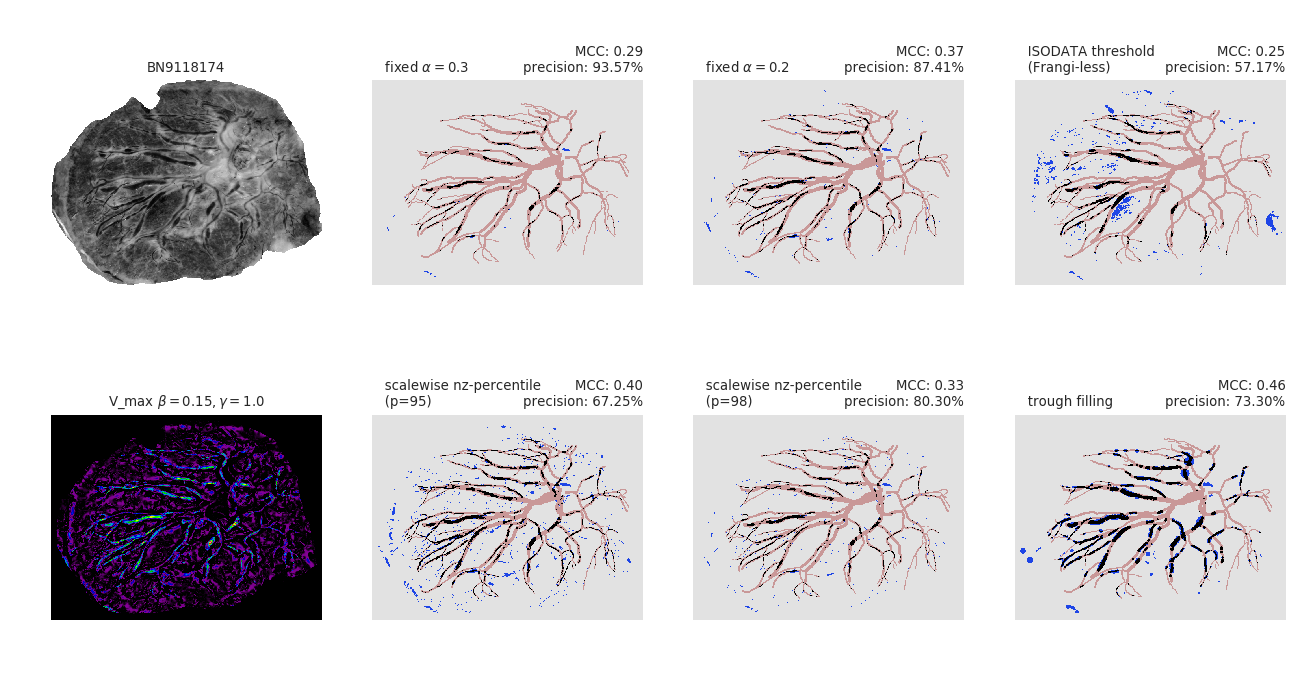 BN9118174
MCC: 0.29
fixed α = 0.3 precision: 93.57%
MCC: 0.37
fixed α = 0.2 precision: 87.41%
ISODATA threshold MCC: 0.25
(Frangi-less) precision: 57.17%
V_max β = 0.15, γ = 1.0
scalewise nz-percentile MCC: 0.40
(p=95) precision: 67.25%
scalewise nz-percentile MCC: 0.33
(p=98) precision: 80.30%
MCC: 0.46
trough filling precision: 73.30%